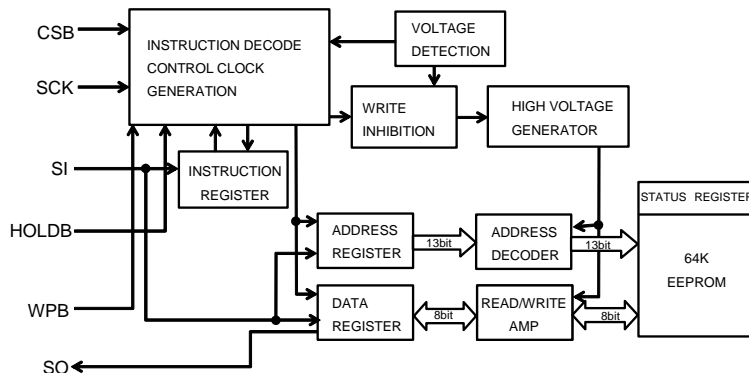 CSB
SCK
SI
HOLDB
WPB
SO
INSTRUCTION DECODE
CONTROL CLOCK
GENERATION
VOLTAGE
DETECTION
WRITE
INHIBITION
HIGH VOLTAGE
GENERATOR
INSTRUCTION
REGISTER
ADDRESS
REGISTER
13bit
ADDRESS
DECODER
13bit
DATA
REGISTER
8bit
READ/WRITE
AMP
8bit
STATUS REGISTER
64K
EEPROM